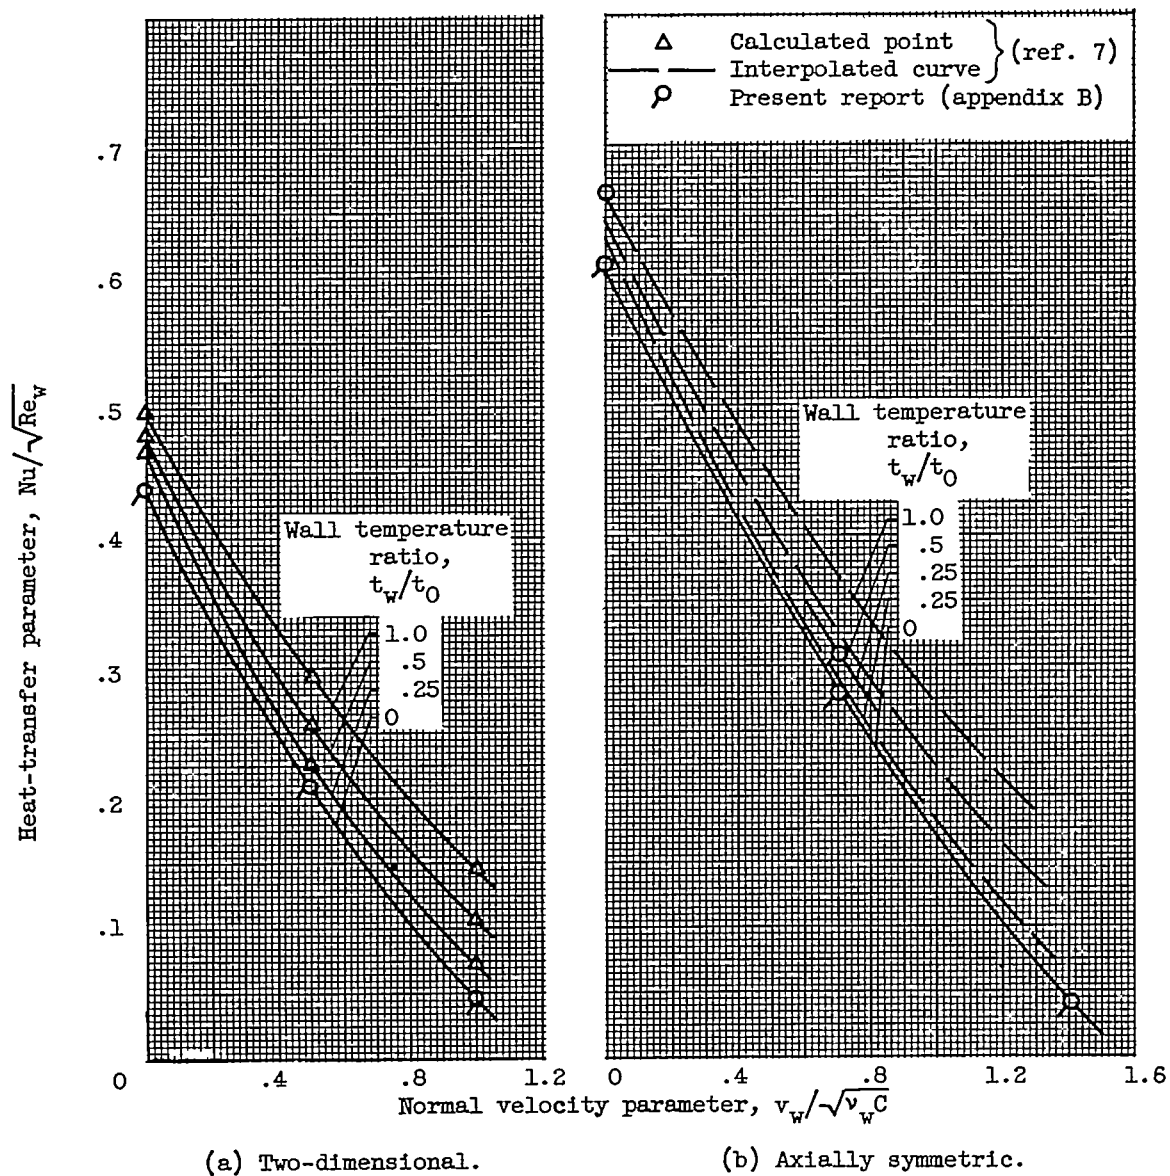 Calculated point
Interpolated curve
(ref. 7)
Present report (appendix B)
.7
.6
.5
.4
.3
.2
.1
0
Heat-transfer parameter, Nu/√Re_w
Wall temperature
ratio,
t_w/t_0
1.0
.5
.25
0
Wall temperature
ratio,
t_w/t_0
1.0
.5
.25
.25
0
.4 .8 1.2
0 .4 .8 1.2 1.6
Normal velocity parameter, v_w/√ν_w C
(a) Two-dimensional.
(b) Axially symmetric.